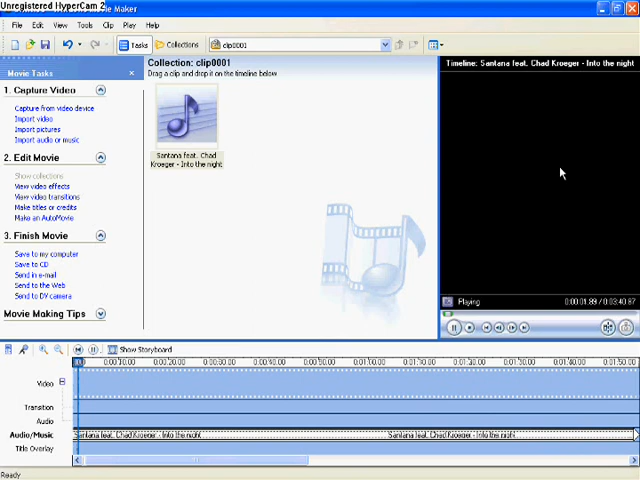 Unregistered HyperCam 2
Maker
File Edit View Tools Clip Play Help
Tasks Collections clip0001
Movie Tasks
Collection: clip0001
Drag a clip and drop it on the timeline below
Timeline: Santana feat. Chad Kroeger - Into the night
1. Capture Video
Capture from video device
Import video
Import pictures
Import audio or music
Santana feat. Chad
Kroeger - Into the night
2. Edit Movie
Show collections
View video effects
View video transitions
Make titles or credits
Make an AutoMovie
3. Finish Movie
Save to my computer
Save to CD
Send in e-mail
Send to the Web
Send to DV camera
Movie Making Tips
Playing
0:00:01.89 / 0:03:40.87
Show Storyboard
0:00:10.00 0:00:20.00 0:00:30.00 0:00:40.00 0:00:50.00 0:01:00.00 0:01:10.00 0:01:20.00 0:01:30.00 0:01:40.00 0:01:50.00
Video
Transition
Audio
Audio/Music
Santana feat. Chad Kroeger - Into the night Santana feat. Chad Kroeger - Into the night
Title Overlay
Ready